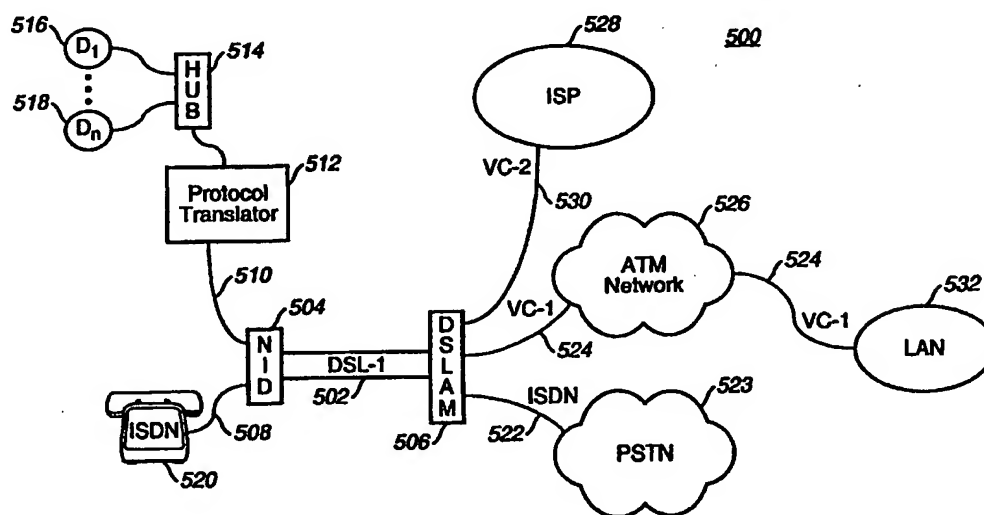 516
D1
514
HUB
518
Dn
512
Protocol
Translator
510
504
NID
DSL-1
502
DSLAM
506
ISDN
508
520
528
500
ISP
VC-2
530
526
ATM
Network
VC-1
524
524
VC-1
532
LAN
ISDN
522
523
PSTN